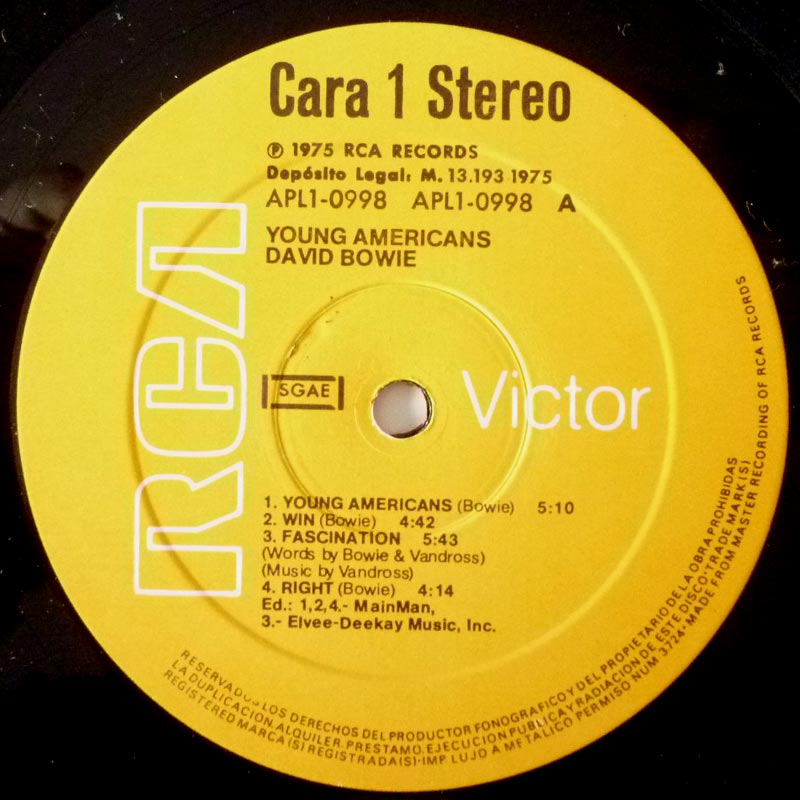 Cara 1 Stereo
℗ 1975 RCA RECORDS
Depósito Legal: M. 13.193 1975
APL1-0998 APL1-0998 A
YOUNG AMERICANS
DAVID BOWIE
RCA
SGAE
Victor
1. YOUNG AMERICANS (Bowie) 5:10
2. WIN (Bowie) 4:42
3. FASCINATION 5:43
(Words by Bowie & Vandross)
(Music by Vandross)
4. RIGHT (Bowie) 4:14
Ed.: 1,2,4.- MainMan,
3.- Elvee-Deekay Music, Inc.
RESERVADOS LOS DERECHOS DEL PRODUCTOR FONOGRAFICO Y DEL PROPIETARIO DE LA OBRA PROHIBIDAS
LA DUPLICACION, ALQUILER, PRESTAMO, EJECUCION PUBLICA Y RADIACION DE ESTE DISCO·TRADE MARK(S)
REGISTERED MARCA(S) REGISTRADA(S)·IMP. LUJO A METALICO PERMISO NUM 3724·MADE FROM MASTER RECORDING OF RCA RECORDS